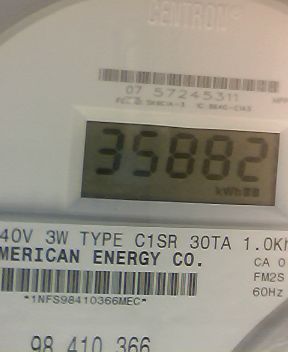 CENTRON®
07 57245311
35882
kWh
40V 3W TYPE C1SR 30TA 1.0Kh
MERICAN ENERGY CO.
CA 0
FM2S
*1NFS98410366MEC*
60Hz
98 410 366